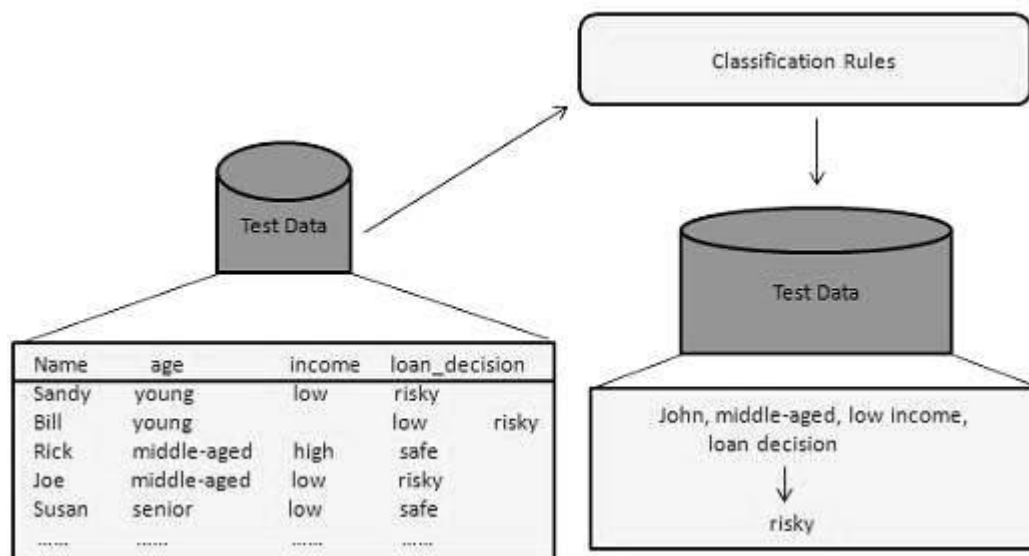 Classification Rules
Test Data
Name age income loan_decision
Sandy young low risky
Bill young low risky
Rick middle-aged high safe
Joe middle-aged low risky
Susan senior low safe
...... ...... ...... ......
Test Data
John, middle-aged, low income,
loan decision
risky